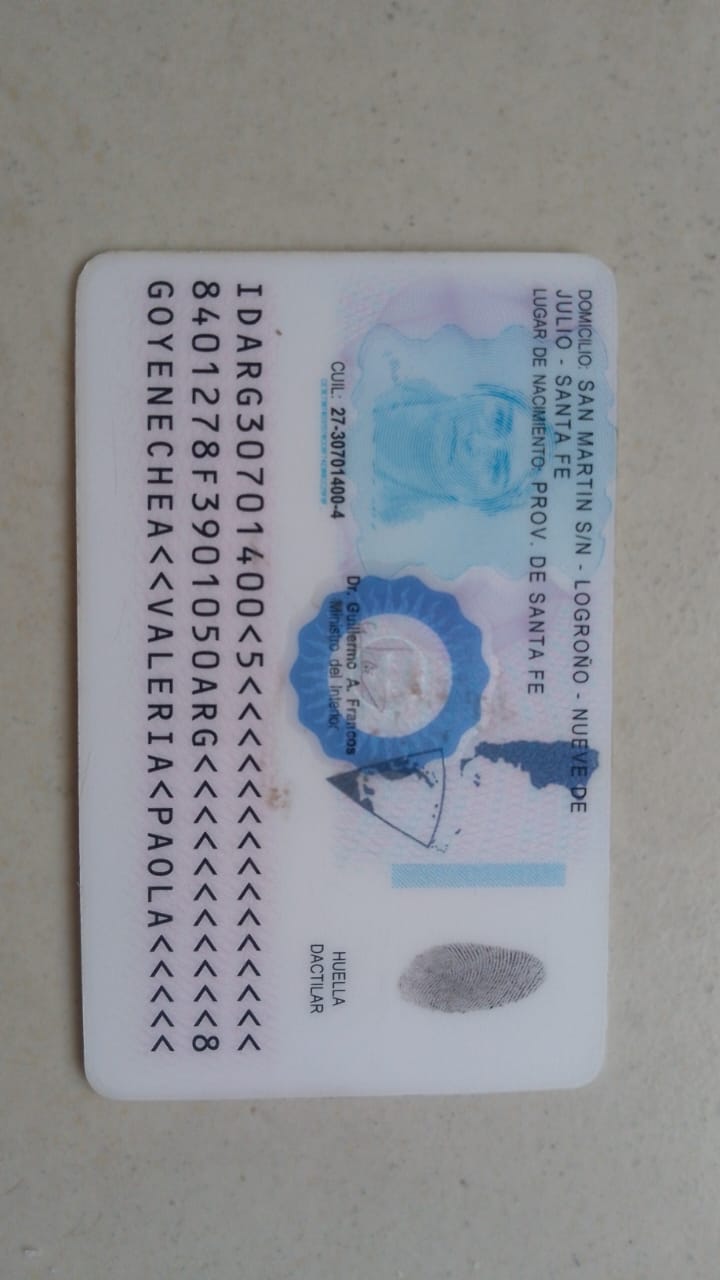 DOMICILIO: SAN MARTIN S/N - LOGROÑO - NUEVE DE
JULIO - SANTA FE
LUGAR DE NACIMIENTO: PROV. DE SANTA FE
CUIL: 27-30701400-4
Dr. Guillermo A. Francos
Ministro del Interior
HUELLA
DACTILAR
IDARG30701400<5<<<<<<<<<<<<<<<
8401278F3901050ARG<<<<<<<<<<<8
GOYENECHEA<<VALERIA<PAOLA<<<<<